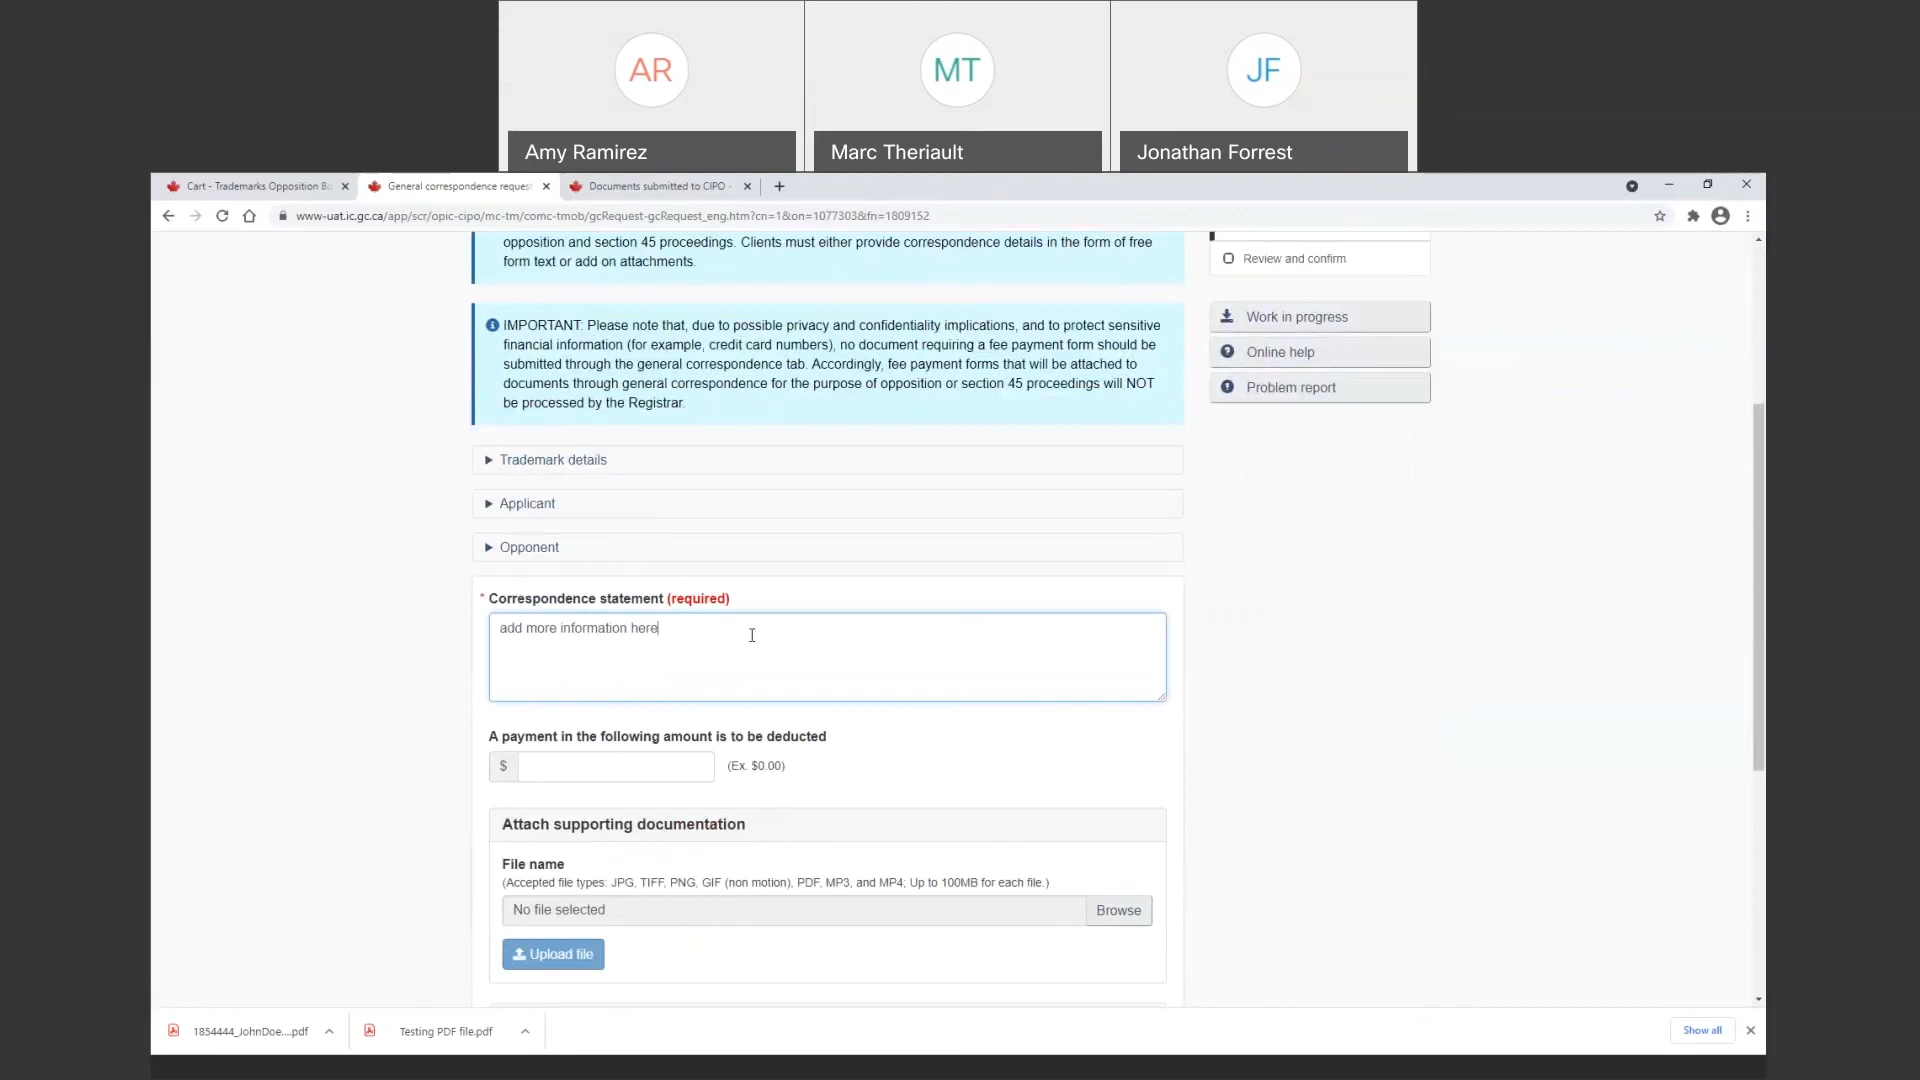 AR
MT
JF
Amy Ramirez
Marc Theriault
Jonathan Forrest
Cart - Trademarks Opposition Bo
General correspondence reques
Documents submitted to CIPO -
www-uat.ic.gc.ca/app/scr/opic-cipo/mc-tm/comc-tmob/gcRequest-gcRequest_eng.htm?cn=1&on=1077303&fn=1809152
opposition and section 45 proceedings. Clients must either provide correspondence details in the form of free
form text or add on attachments.
Review and confirm
IMPORTANT: Please note that, due to possible privacy and confidentiality implications, and to protect sensitive
financial information (for example, credit card numbers), no document requiring a fee payment form should be
submitted through the general correspondence tab. Accordingly, fee payment forms that will be attached to
documents through general correspondence for the purpose of opposition or section 45 proceedings will NOT
be processed by the Registrar.
Work in progress
Online help
Problem report
Trademark details
Applicant
Opponent
* Correspondence statement (required)
add more information here
A payment in the following amount is to be deducted
$
(Ex. $0.00)
Attach supporting documentation
File name
(Accepted file types: JPG, TIFF, PNG, GIF (non motion), PDF, MP3, and MP4; Up to 100MB for each file.)
No file selected
Browse
Upload file
1854444_JohnDoe....pdf
Testing PDF file.pdf
Show all